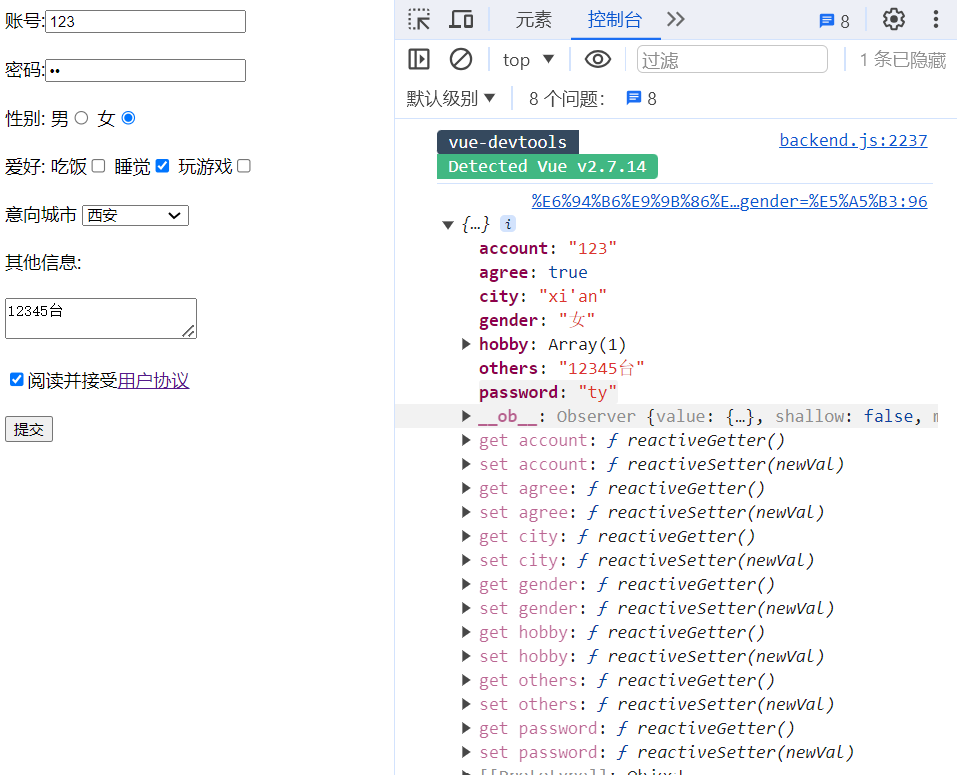 账号:123
密码:••
性别: 男 女
爱好: 吃饭 睡觉 玩游戏
意向城市 西安
其他信息:
12345台
阅读并接受用户协议
提交
元素 控制台 8
top 过滤 1 条已隐藏
默认级别 8 个问题: 8
vue-devtools backend.js:2237
Detected Vue v2.7.14
%E6%94%B6%E9%9B%86%E…gender=%E5%A5%B3:96
{…} i
account: "123"
agree: true
city: "xi'an"
gender: "女"
hobby: Array(1)
others: "12345台"
password: "ty"
__ob__: Observer {value: {…}, shallow: false, m
get account: ƒ reactiveGetter()
set account: ƒ reactiveSetter(newVal)
get agree: ƒ reactiveGetter()
set agree: ƒ reactiveSetter(newVal)
get city: ƒ reactiveGetter()
set city: ƒ reactiveSetter(newVal)
get gender: ƒ reactiveGetter()
set gender: ƒ reactiveSetter(newVal)
get hobby: ƒ reactiveGetter()
set hobby: ƒ reactiveSetter(newVal)
get others: ƒ reactiveGetter()
set others: ƒ reactiveSetter(newVal)
get password: ƒ reactiveGetter()
set password: ƒ reactiveSetter(newVal)
[[Prototype]]: Object